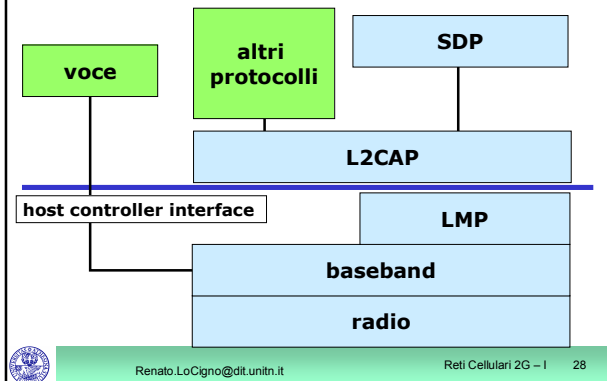 voce
altri
protocolli
SDP
L2CAP
host controller interface
LMP
baseband
radio
Renato.LoCigno@dit.unitn.it
Reti Cellulari 2G – I 28